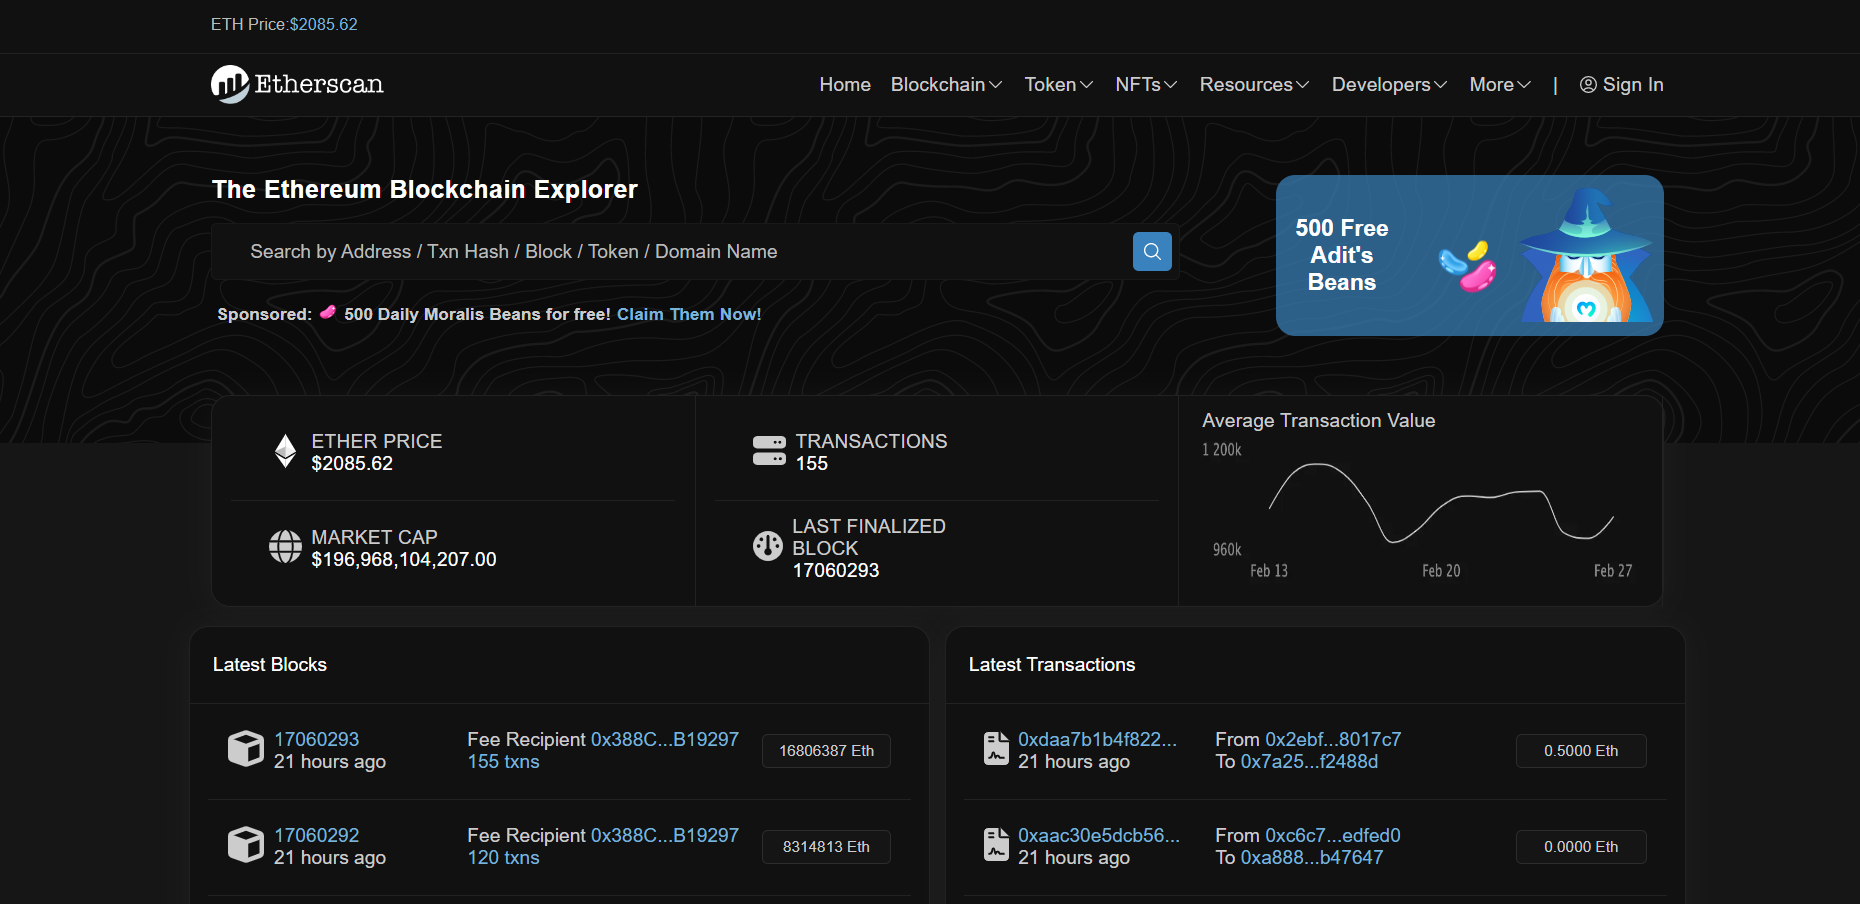 ETH Price:$2085.62
Etherscan
Home Blockchain Token NFTs Resources Developers More | Sign In
The Ethereum Blockchain Explorer
Search by Address / Txn Hash / Block / Token / Domain Name
Sponsored: 500 Daily Moralis Beans for free! Claim Them Now!
500 Free
Adit's
Beans
ETHER PRICE
$2085.62
MARKET CAP
$196,968,104,207.00
TRANSACTIONS
155
LAST FINALIZED
BLOCK
17060293
Average Transaction Value
1 200k
960k
Feb 13 Feb 20 Feb 27
Latest Blocks
17060293
21 hours ago
Fee Recipient 0x388C...B19297
155 txns
16806387 Eth
17060292
21 hours ago
Fee Recipient 0x388C...B19297
120 txns
8314813 Eth
Latest Transactions
0xdaa7b1b4f822...
21 hours ago
From 0x2ebf...8017c7
To 0x7a25...f2488d
0.5000 Eth
0xaac30e5dcb56...
21 hours ago
From 0xc6c7...edfed0
To 0xa888...b47647
0.0000 Eth